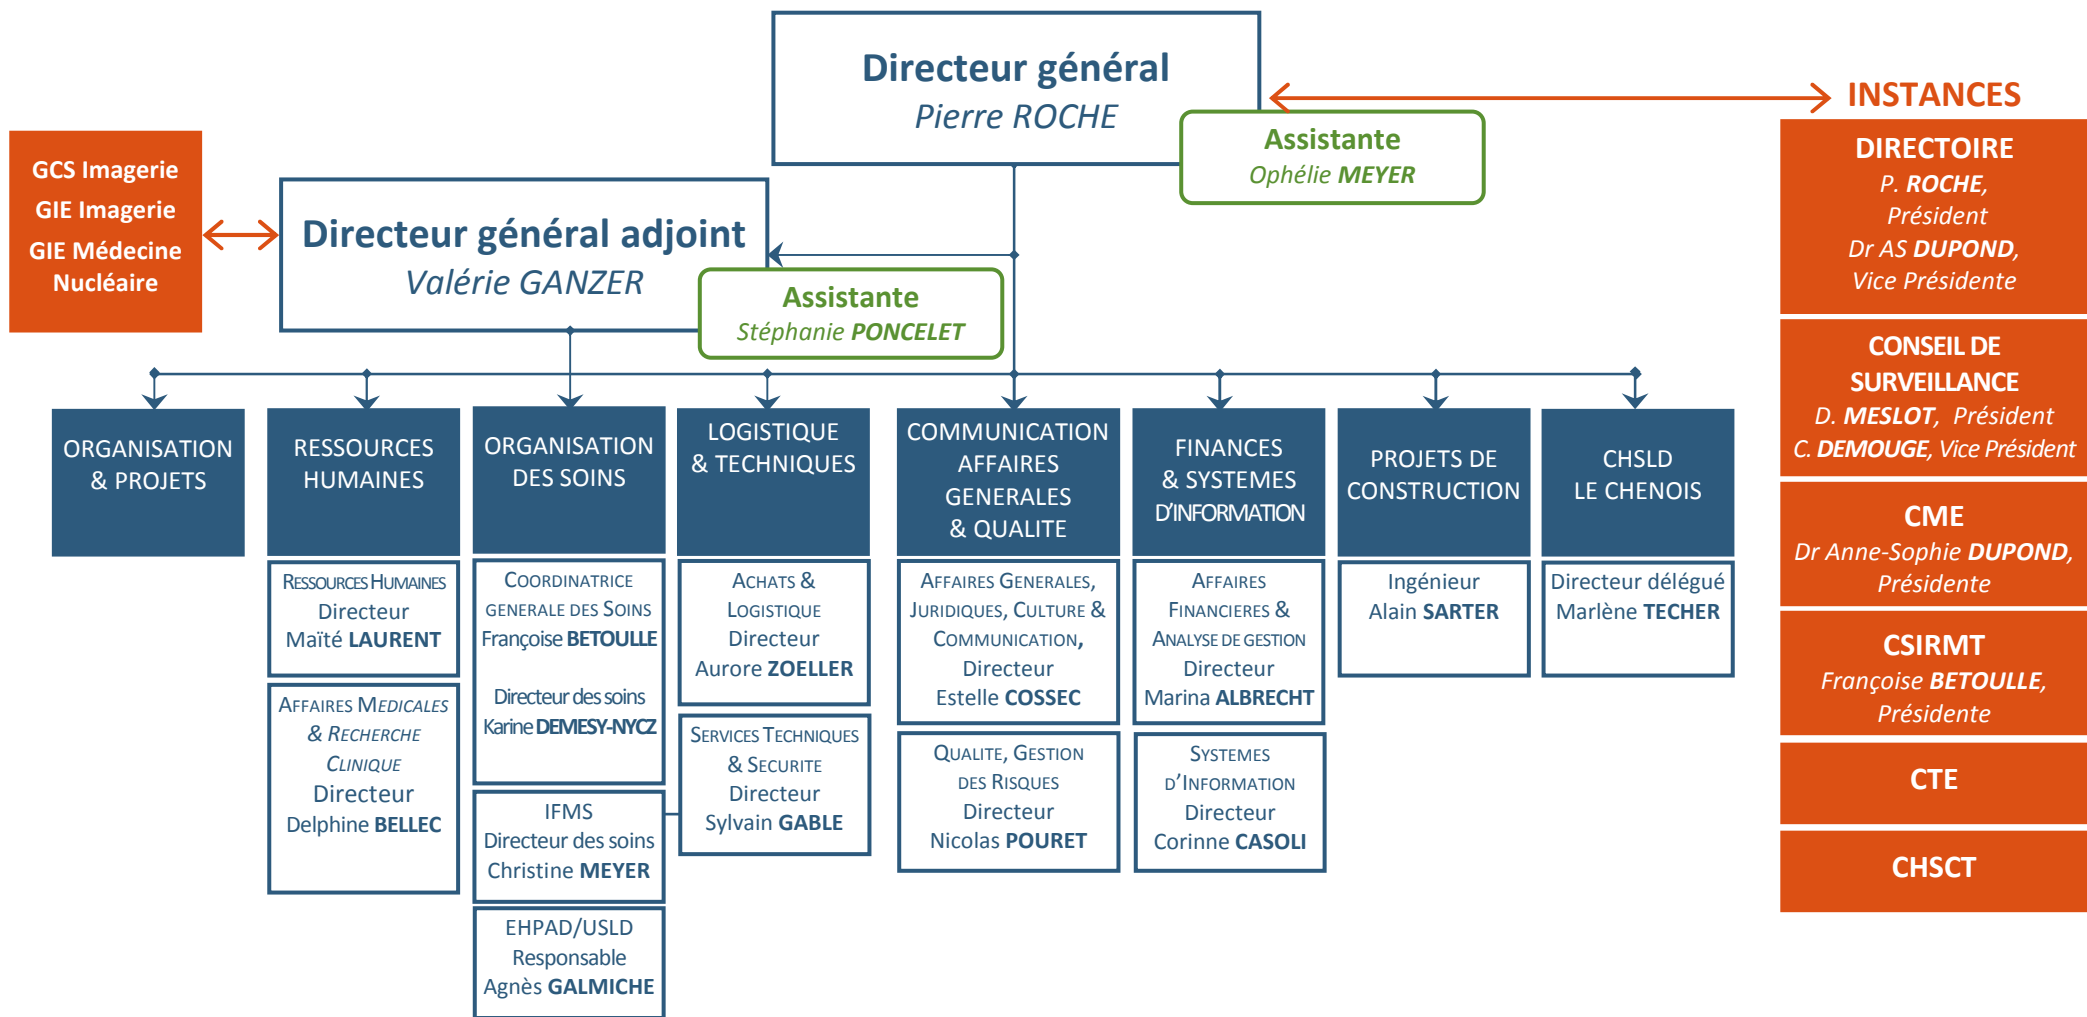 Directeur général
Pierre ROCHE
Assistante
Ophélie MEYER
GCS Imagerie
GIE Imagerie
GIE Médecine
Nucléaire
Directeur général adjoint
Valérie GANZER
Assistante
Stéphanie PONCELET
ORGANISATION
& PROJETS
RESSOURCES
HUMAINES
RESSOURCES HUMAINES
Directeur
Maïté LAURENT
AFFAIRES MEDICALES
& RECHERCHE
CLINIQUE
Directeur
Delphine BELLEC
ORGANISATION
DES SOINS
COORDINATRICE
GENERALE DES SOINS
Françoise BETOULLE
Directeur des soins
Karine DEMESY-NYCZ
IFMS
Directeur des soins
Christine MEYER
EHPAD/USLD
Responsable
Agnès GALMICHE
LOGISTIQUE
& TECHNIQUES
ACHATS &
LOGISTIQUE
Directeur
Aurore ZOELLER
SERVICES TECHNIQUES
& SECURITE
Directeur
Sylvain GABLE
COMMUNICATION
AFFAIRES
GENERALES
& QUALITE
AFFAIRES GENERALES,
JURIDIQUES, CULTURE &
COMMUNICATION,
Directeur
Estelle COSSEC
QUALITE, GESTION
DES RISQUES
Directeur
Nicolas POURET
FINANCES
& SYSTEMES
D'INFORMATION
AFFAIRES
FINANCIERES &
ANALYSE DE GESTION
Directeur
Marina ALBRECHT
SYSTEMES
D'INFORMATION
Directeur
Corinne CASOLI
PROJETS DE
CONSTRUCTION
Ingénieur
Alain SARTER
CHSLD
LE CHENOIS
Directeur délégué
Marlène TECHER
INSTANCES
DIRECTOIRE
P. ROCHE,
Président
Dr AS DUPOND,
Vice Présidente
CONSEIL DE
SURVEILLANCE
D. MESLOT, Président
C. DEMOUGE, Vice Président
CME
Dr Anne-Sophie DUPOND,
Présidente
CSIRMT
Françoise BETOULLE,
Présidente
CTE
CHSCT